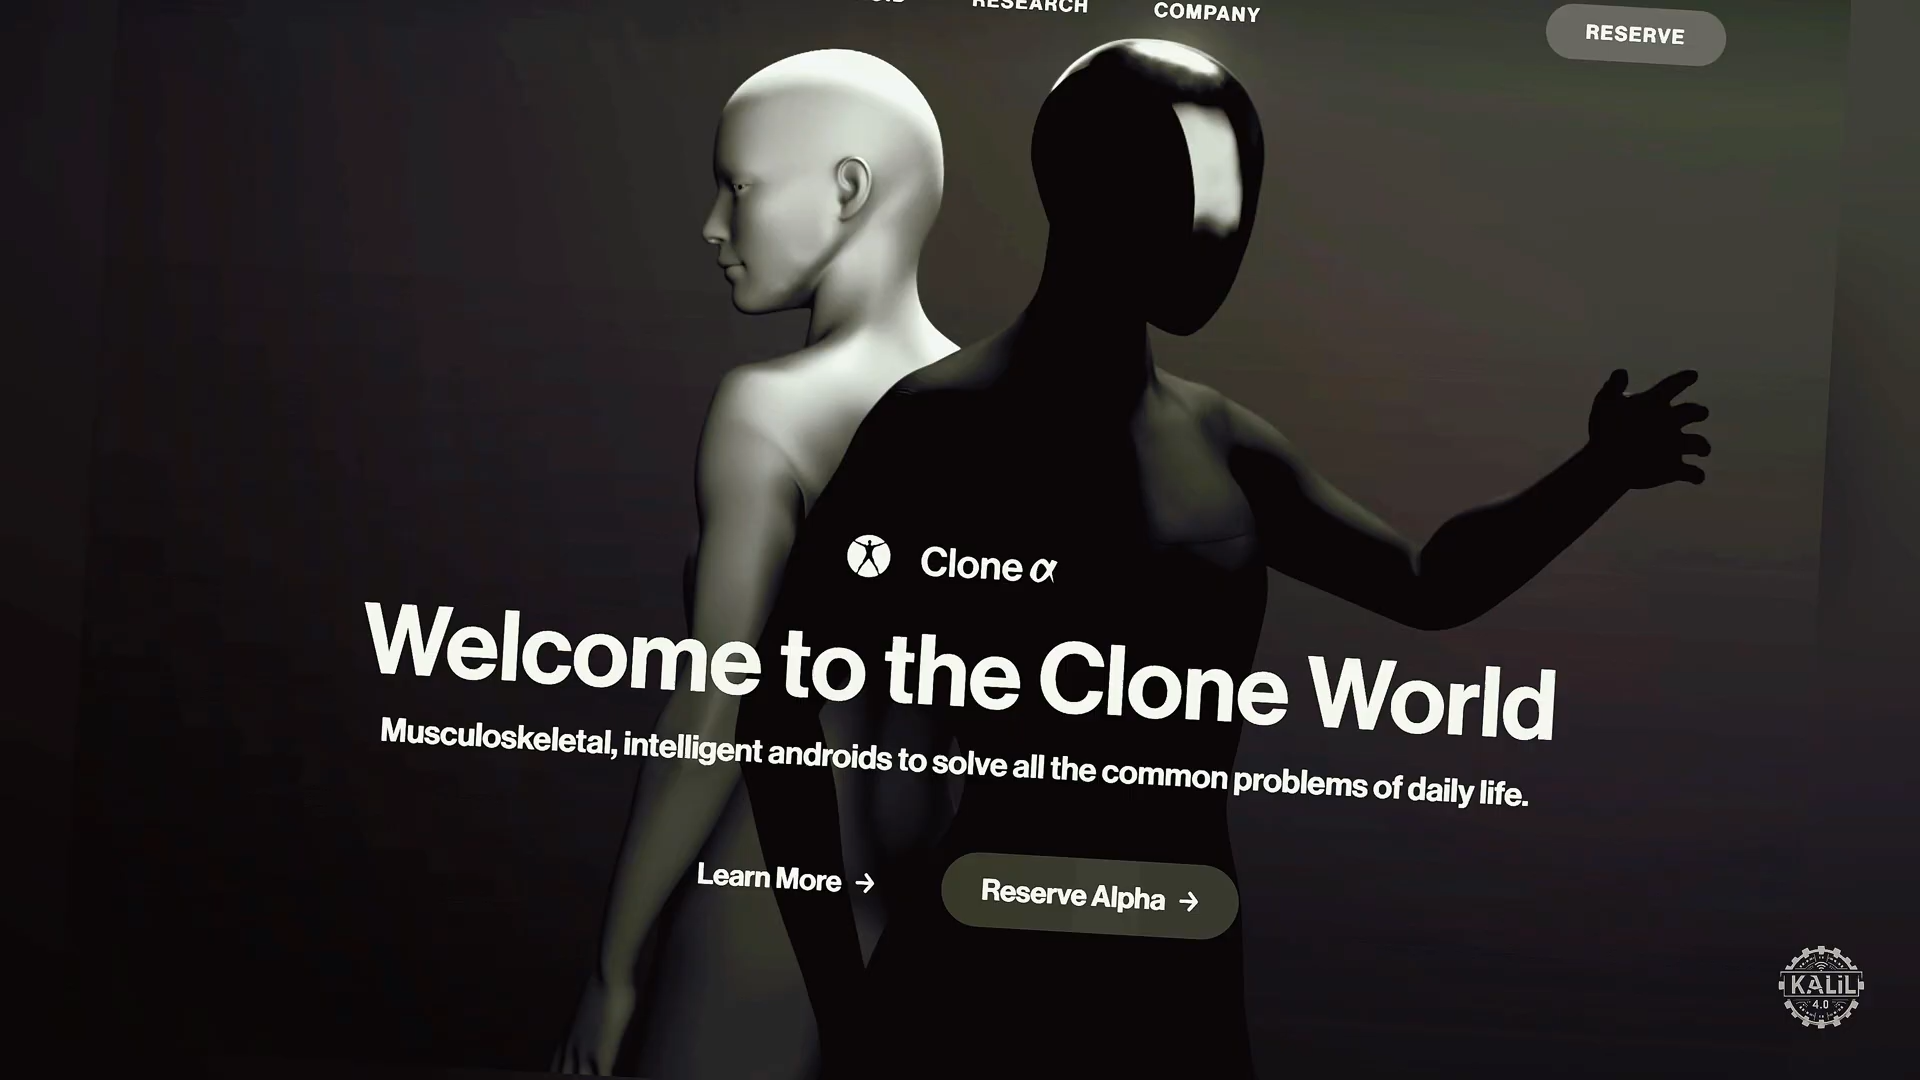 RESEARCH
COMPANY
RESERVE
Clone α
Welcome to the Clone World
Musculoskeletal, intelligent androids to solve all the common problems of daily life.
Learn More →
Reserve Alpha →
KALiL
4.0